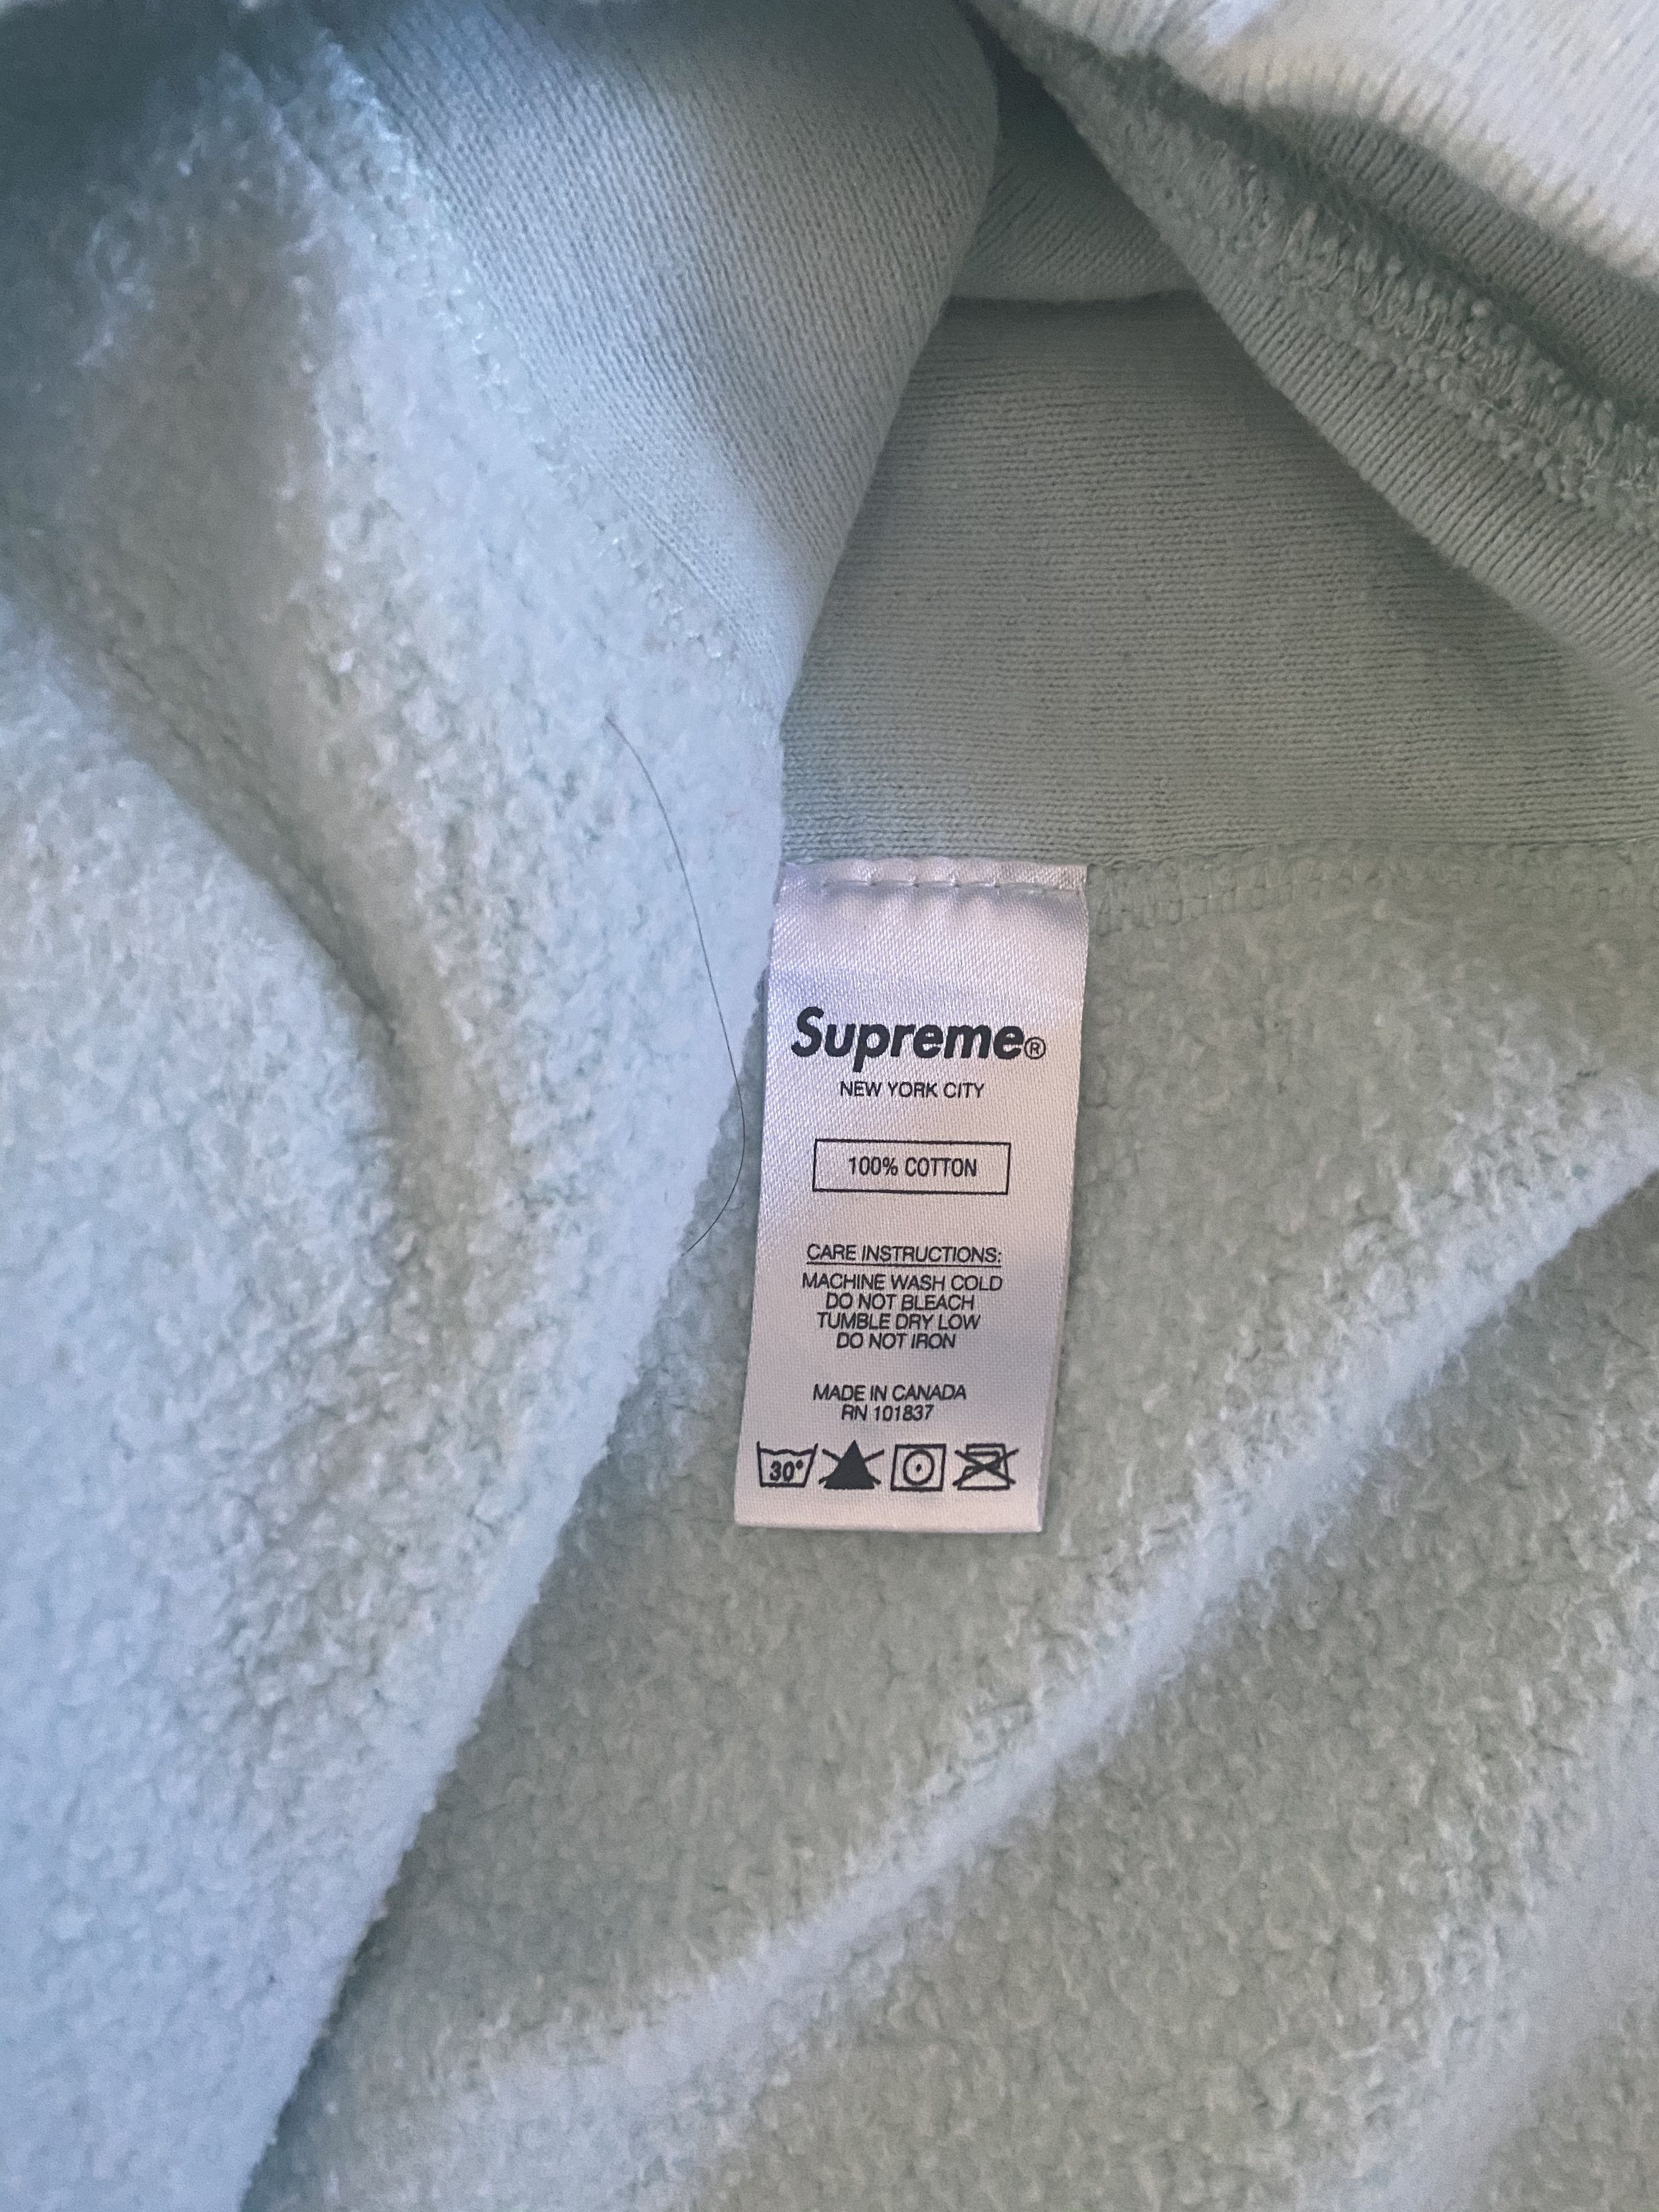 Supreme®
NEW YORK CITY
100% COTTON
CARE INSTRUCTIONS:
MACHINE WASH COLD
DO NOT BLEACH
TUMBLE DRY LOW
DO NOT IRON
MADE IN CANADA
RN 101837
30°